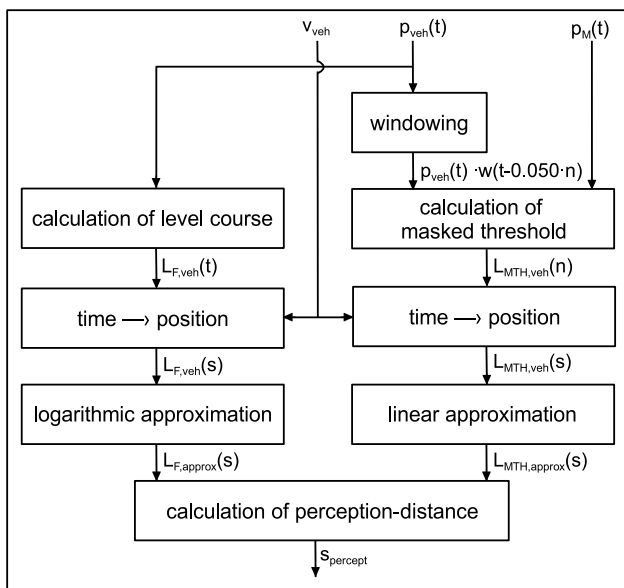 v_veh p_veh(t) p_M(t)
windowing
p_veh(t) ·w(t-0.050·n)
calculation of level course
calculation of
masked threshold
L_F,veh(t) L_MTH,veh(n)
time → position time → position
L_F,veh(s) L_MTH,veh(s)
logarithmic approximation linear approximation
L_F,approx(s) L_MTH,approx(s)
calculation of perception-distance
s_percept